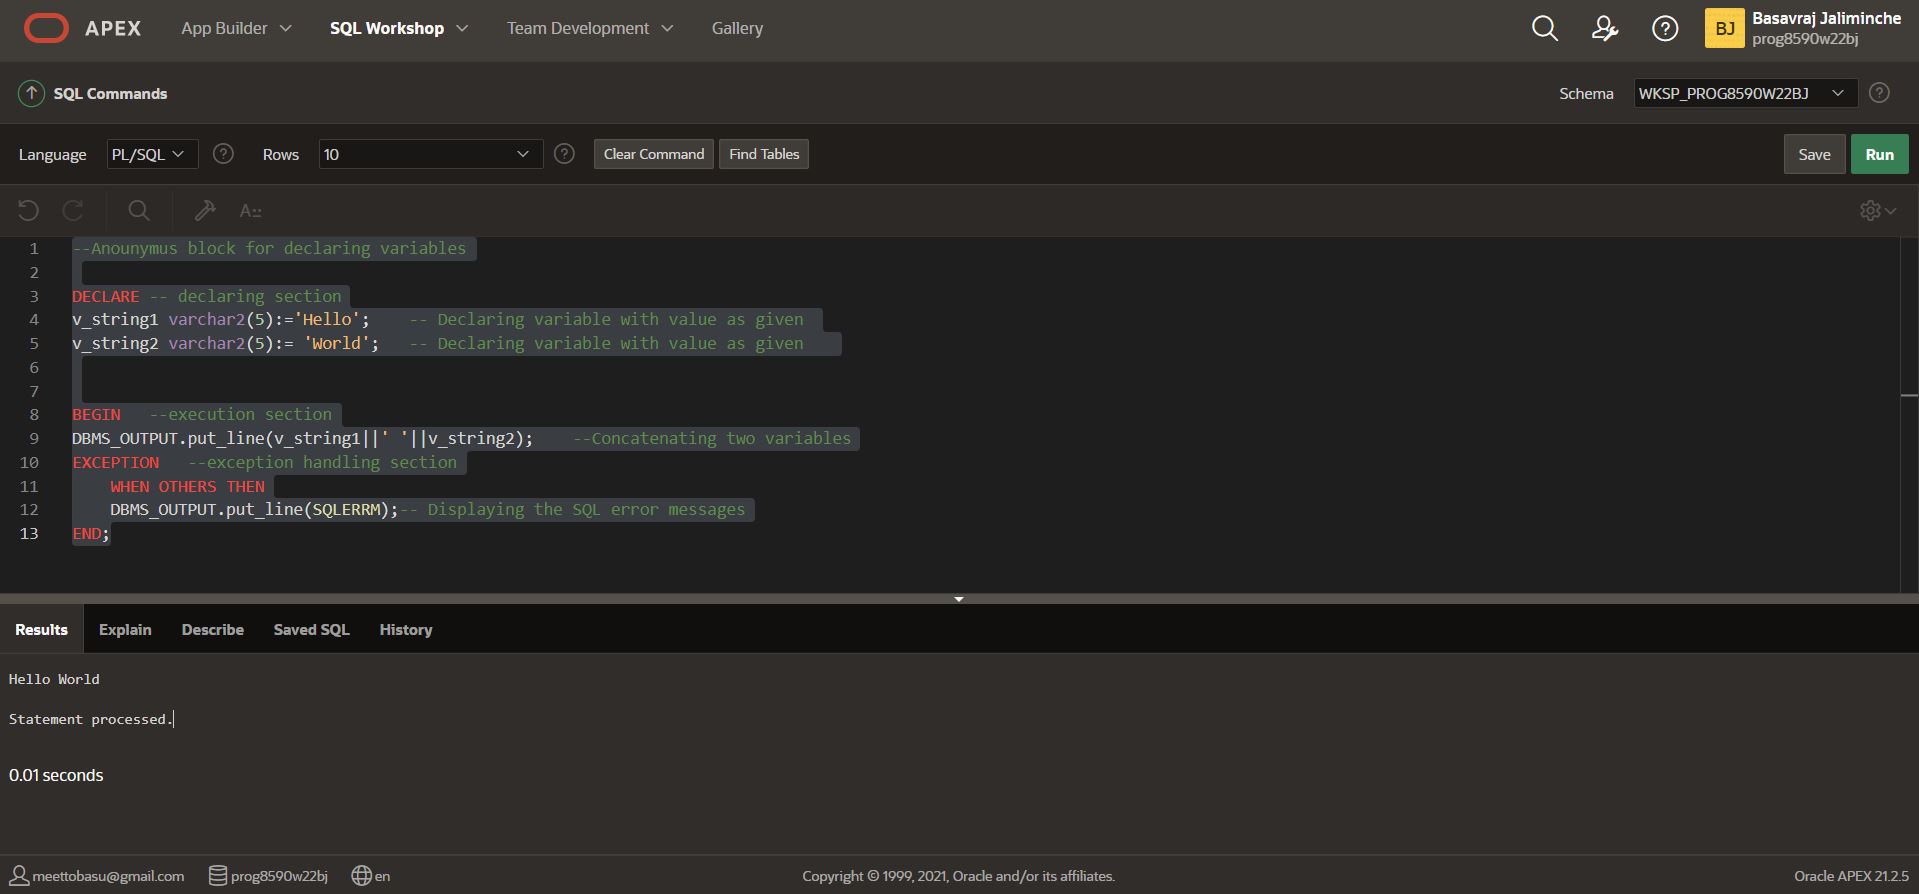 APEX App Builder SQL Workshop Team Development Gallery BJ Basavraj Jaliminche
prog8590w22bj
SQL Commands Schema WKSP_PROG8590W22BJ
Language PL/SQL Rows 10 Clear Command Find Tables Save Run
A::
1 --Anounymus block for declaring variables
2
3 DECLARE -- declaring section
4 v_string1 varchar2(5):='Hello';    -- Declaring variable with value as given
5 v_string2 varchar2(5):= 'World';   -- Declaring variable with value as given
6
7
8 BEGIN   --execution section
9 DBMS_OUTPUT.put_line(v_string1||' '||v_string2);    --Concatenating two variables
10 EXCEPTION   --exception handling section
11     WHEN OTHERS THEN
12     DBMS_OUTPUT.put_line(SQLERRM);-- Displaying the SQL error messages
13 END;
Results Explain Describe Saved SQL History
Hello World
Statement processed.
0.01 seconds
meettobasu@gmail.com prog8590w22bj en Copyright © 1999, 2021, Oracle and/or its affiliates. Oracle APEX 21.2.5